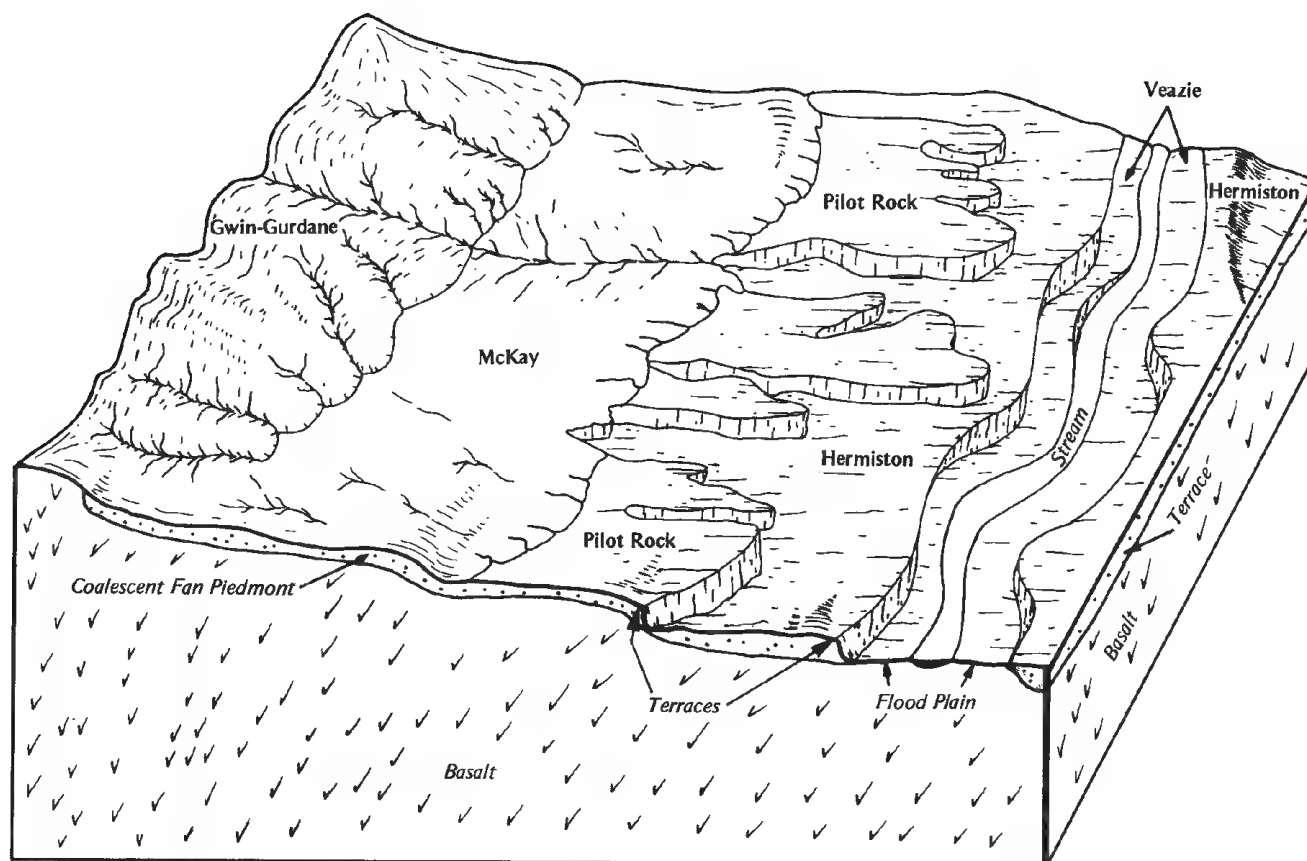 Veazie
Hermiston
Pilot Rock
Gwin-Gurdane
McKay
Stream
Hermiston
Terrace
Pilot Rock
Coalescent Fan Piedmont
Basalt
Terraces
Flood Plain
Basalt